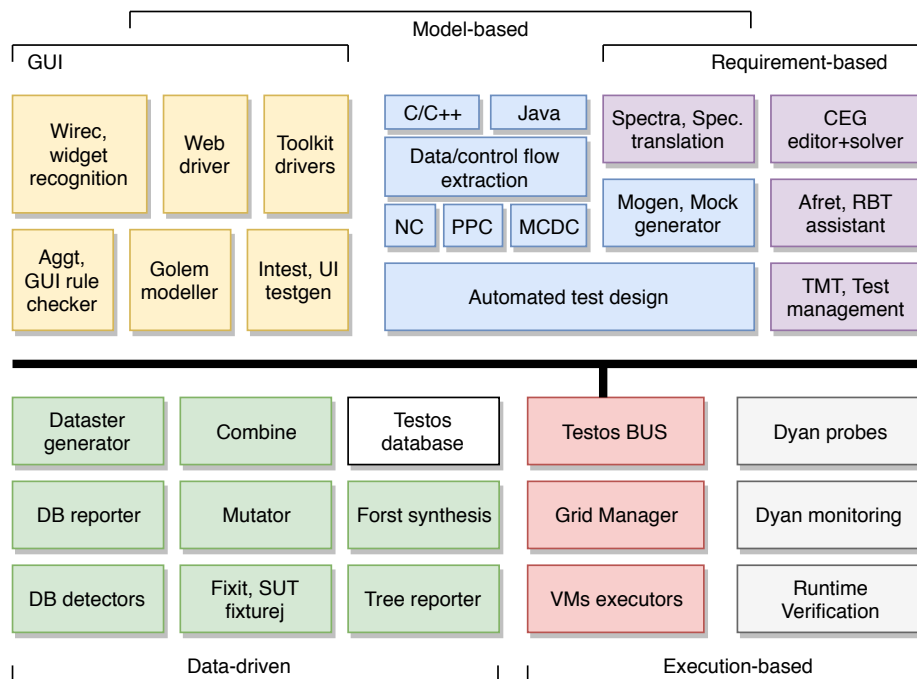 Model-based
GUI
Requirement-based
Wirec,
widget
recognition
Web
driver
Toolkit
drivers
C/C++
Java
Data/control flow
extraction
NC
PPC
MCDC
Spectra, Spec.
translation
CEG
editor+solver
Mogen, Mock
generator
Afret, RBT
assistant
Aggt,
GUI rule
checker
Golem
modeller
Intest, UI
testgen
Automated test design
TMT, Test
management
Dataster
generator
Combine
Testos
database
Testos BUS
Dyan probes
DB reporter
Mutator
Forst synthesis
Grid Manager
Dyan monitoring
DB detectors
Fixit, SUT
fixturej
Tree reporter
VMs executors
Runtime
Verification
Data-driven
Execution-based